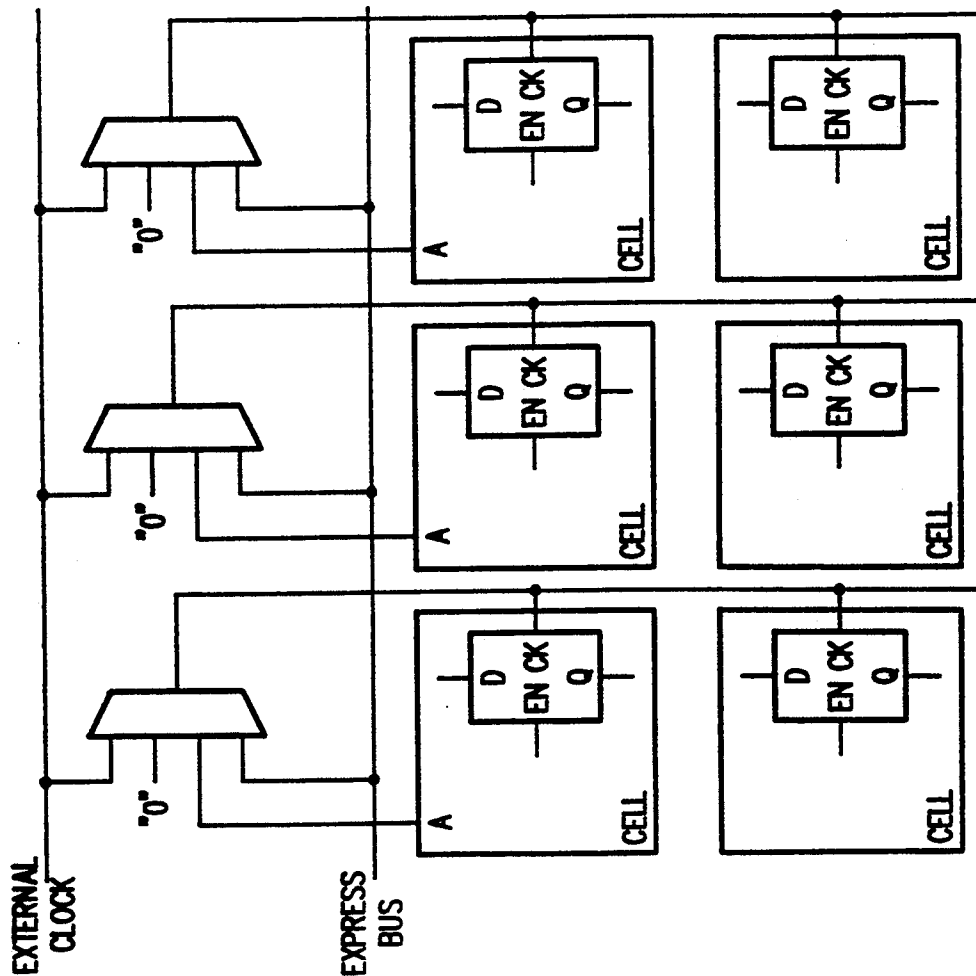 EXTERNAL
CLOCK
"0"
"0"
"0"
EXPRESS
BUS
A
A
A
D
EN CK
Q
CELL
D
EN CK
Q
CELL
D
EN CK
Q
CELL
D
EN CK
Q
CELL
D
EN CK
Q
CELL
D
EN CK
Q
CELL